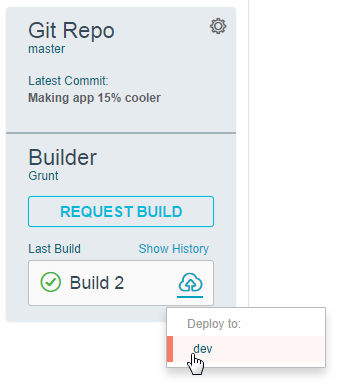 Git Repo
master
Latest Commit:
Making app 15% cooler
Builder
Grunt
REQUEST BUILD
Last Build Show History
Build 2
Deploy to:
dev